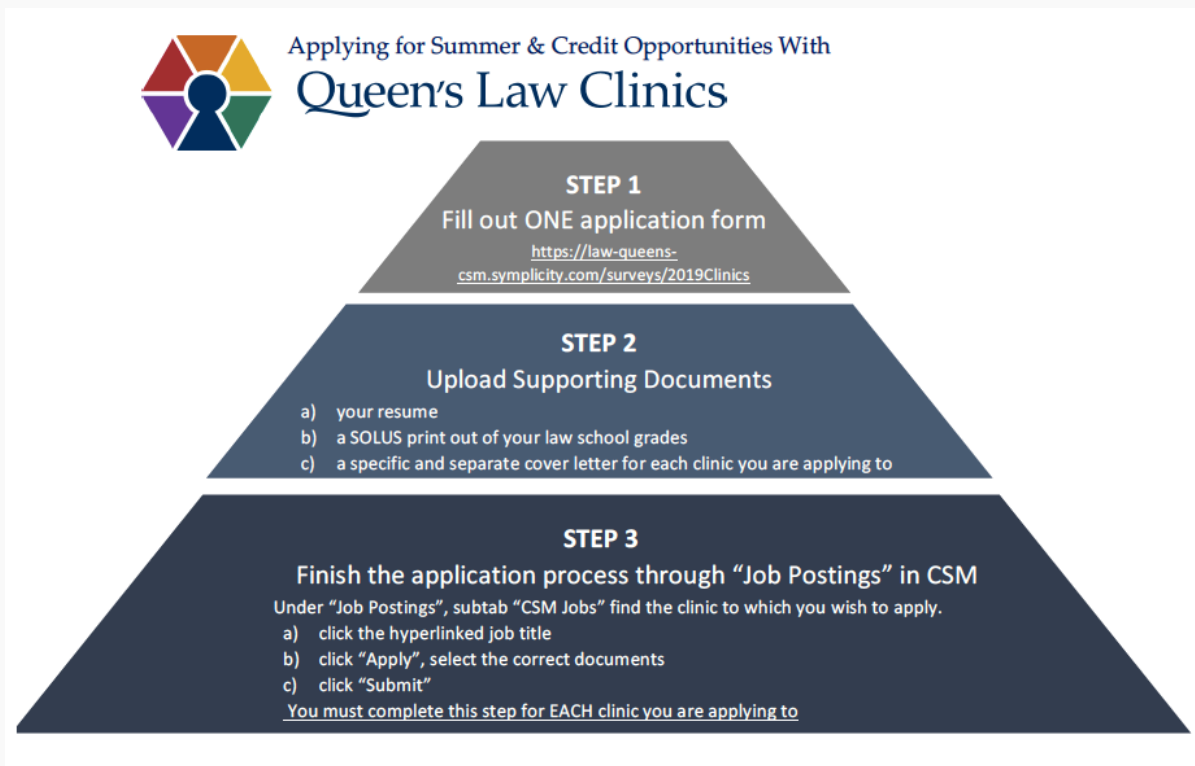 Applying for Summer & Credit Opportunities With
Queen's Law Clinics
STEP 1
Fill out ONE application form
https://law-queens-
csm.symplicity.com/surveys/2019Clinics
STEP 2
Upload Supporting Documents
a) your resume
b) a SOLUS print out of your law school grades
c) a specific and separate cover letter for each clinic you are applying to
STEP 3
Finish the application process through “Job Postings” in CSM
Under “Job Postings”, subtab “CSM Jobs” find the clinic to which you wish to apply.
a) click the hyperlinked job title
b) click “Apply”, select the correct documents
c) click “Submit”
You must complete this step for EACH clinic you are applying to